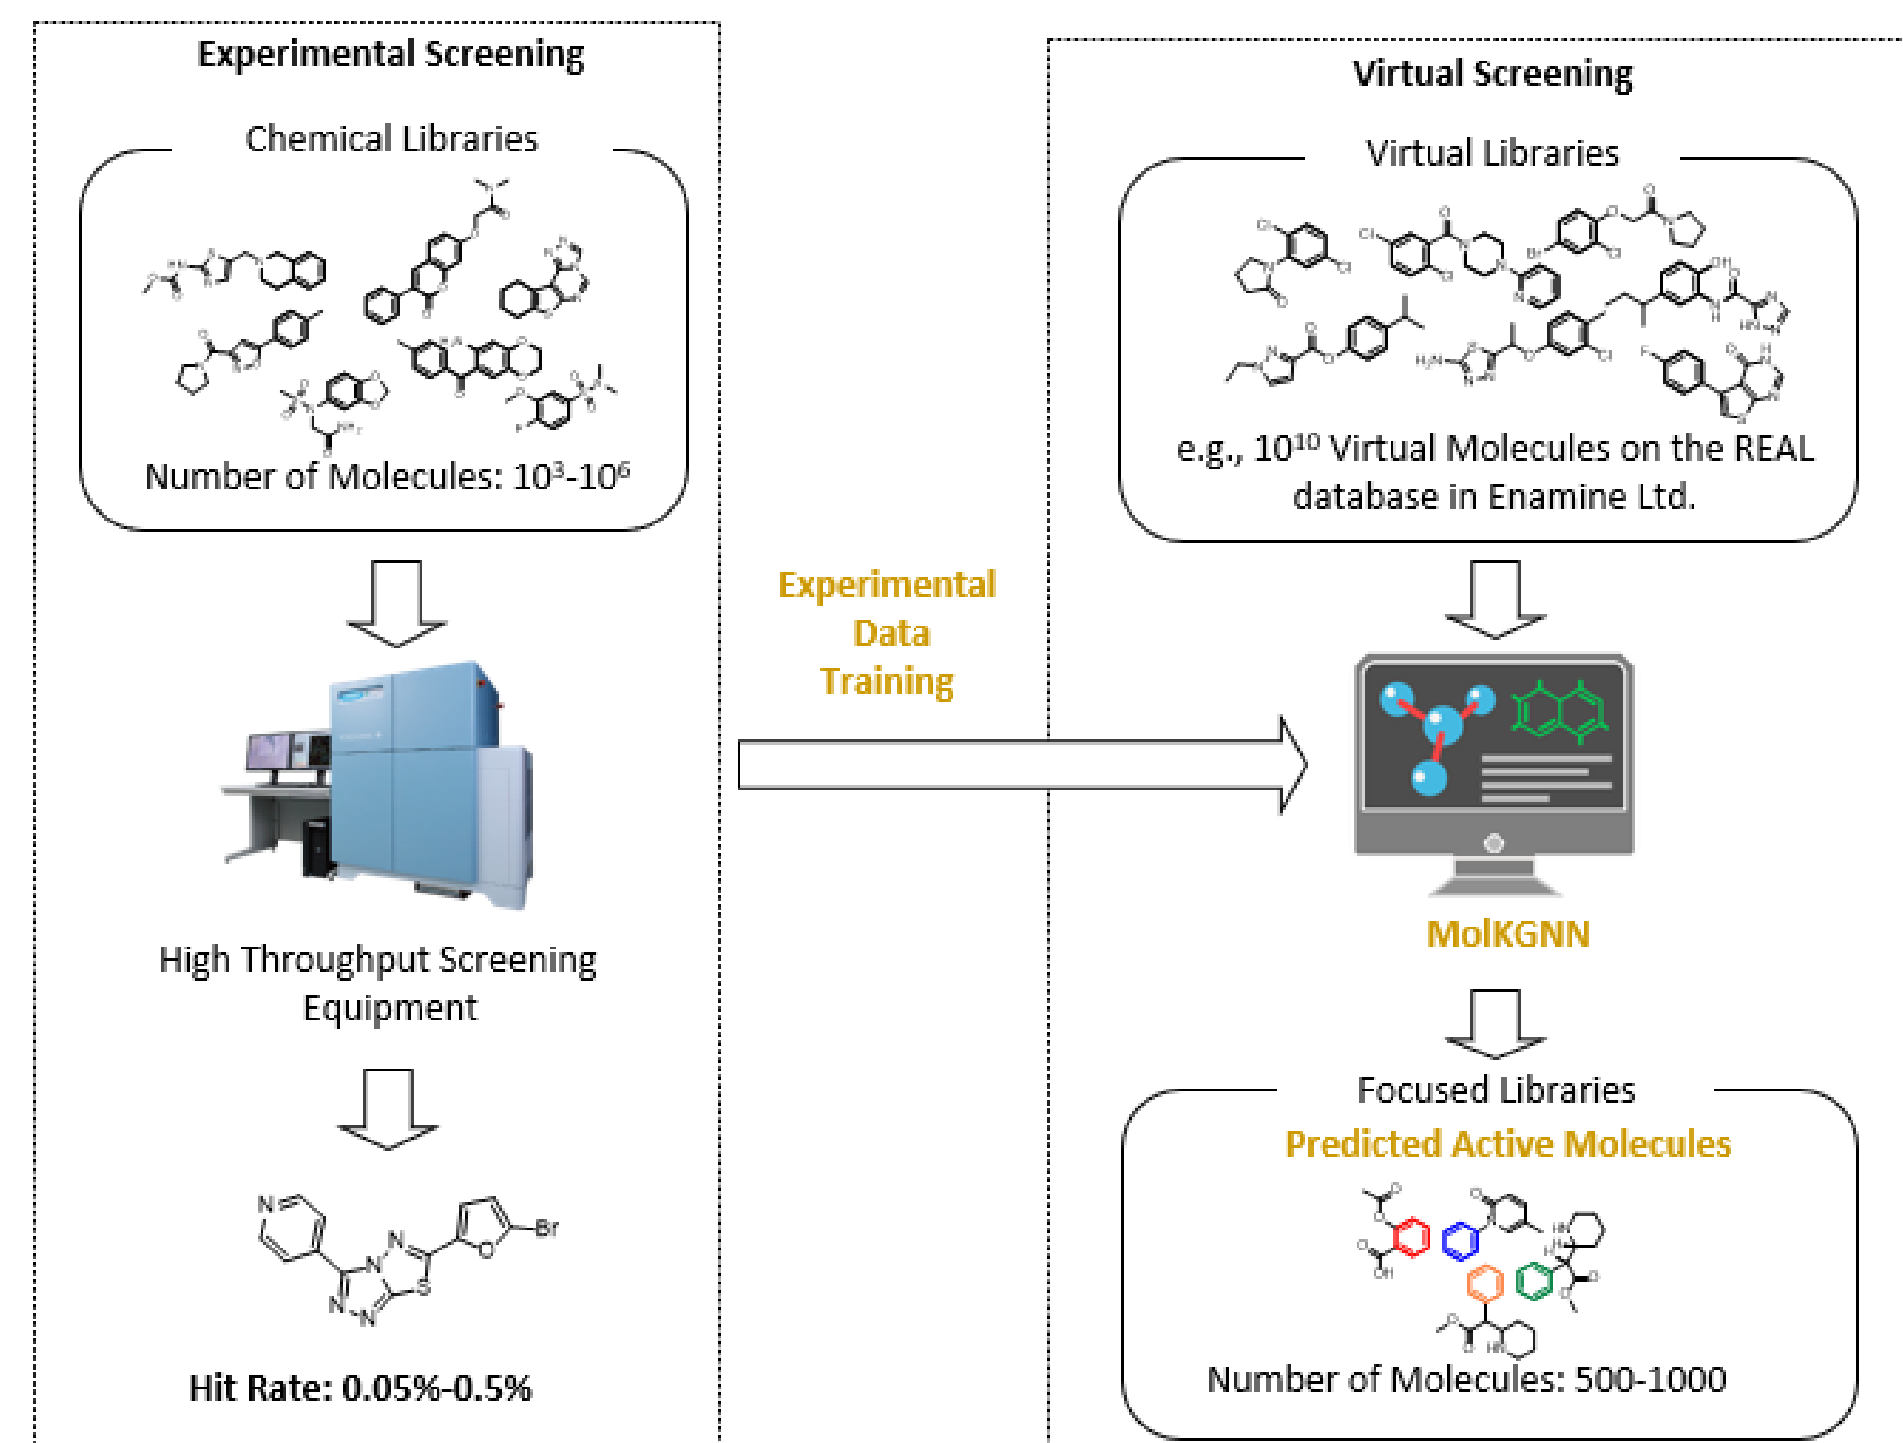 Experimental Screening
Chemical Libraries
Number of Molecules: 10³-10⁶
High Throughput Screening
Equipment
N
N
N
N
N
S
O
Br
Hit Rate: 0.05%-0.5%
Experimental
Data
Training
Virtual Screening
Virtual Libraries
e.g., 10¹⁰ Virtual Molecules on the REAL
database in Enamine Ltd.
MolKGNN
Focused Libraries
Predicted Active Molecules
Number of Molecules: 500-1000